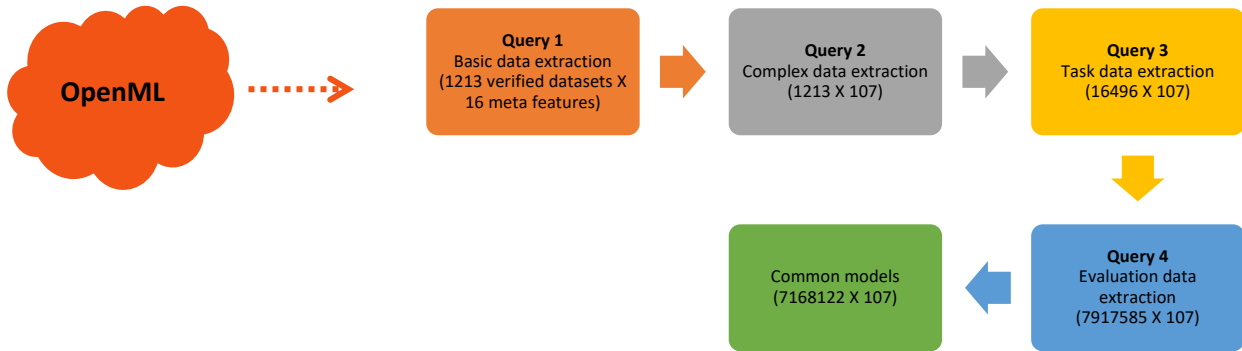 OpenML
Query 1
Basic data extraction
(1213 verified datasets X
16 meta features)
Query 2
Complex data extraction
(1213 X 107)
Query 3
Task data extraction
(16496 X 107)
Query 4
Evaluation data
extraction
(7917585 X 107)
Common models
(7168122 X 107)